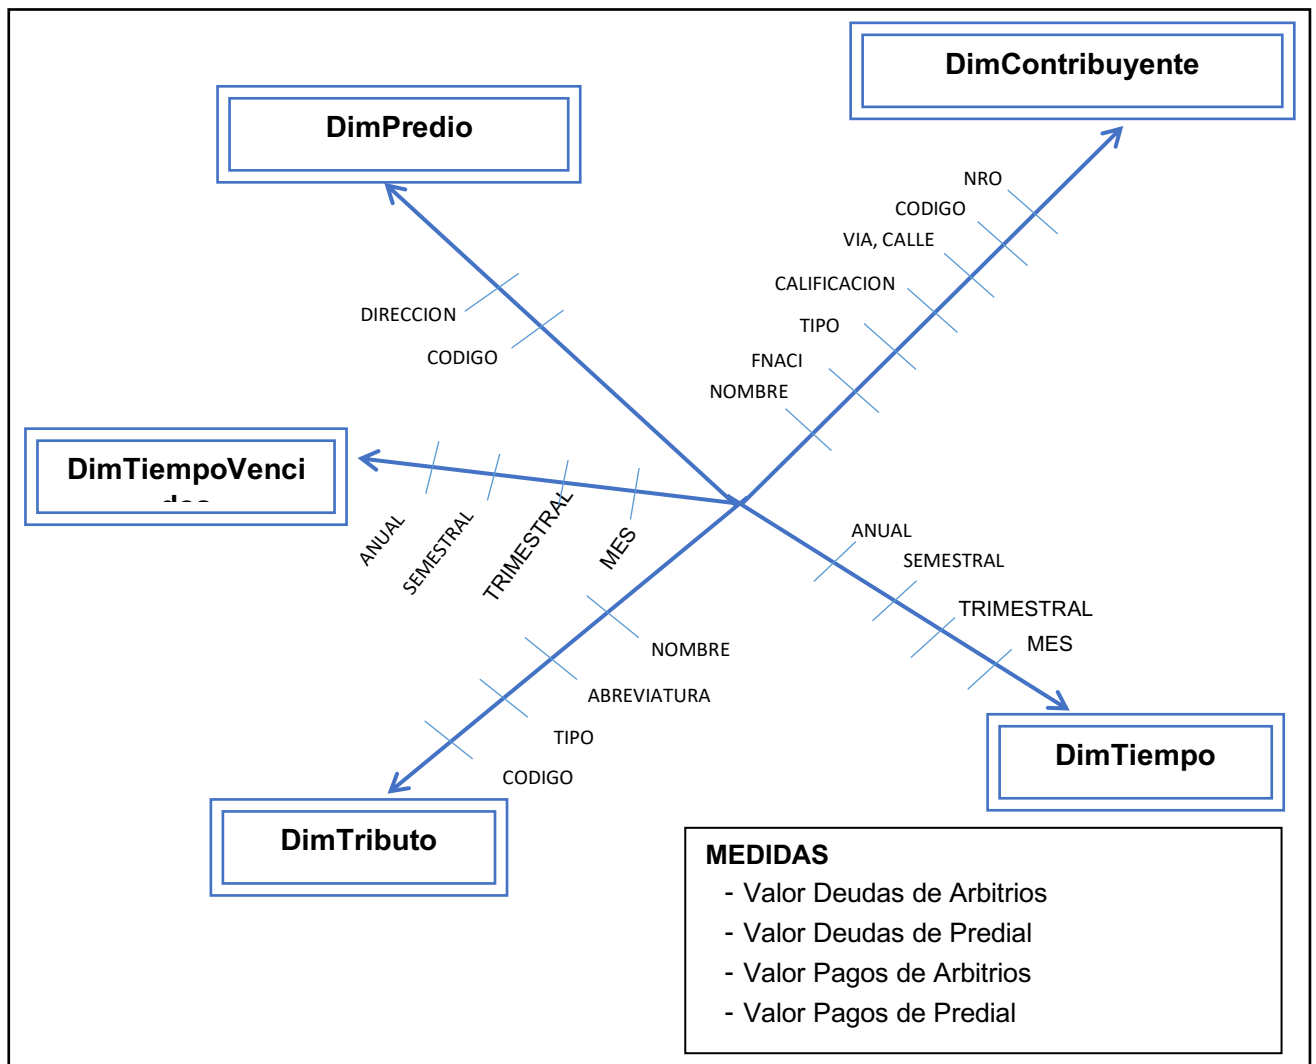 DimContribuyente
DimPredio
NRO
CODIGO
VIA, CALLE
CALIFICACION
TIPO
FNACI
NOMBRE
DIRECCION
CODIGO
DimTiempoVenci
ANUAL
SEMESTRAL
TRIMESTRAL
MES
ANUAL
SEMESTRAL
TRIMESTRAL
MES
NOMBRE
ABREVIATURA
TIPO
CODIGO
DimTiempo
DimTributo
MEDIDAS
- Valor Deudas de Arbitrios
- Valor Deudas de Predial
- Valor Pagos de Arbitrios
- Valor Pagos de Predial